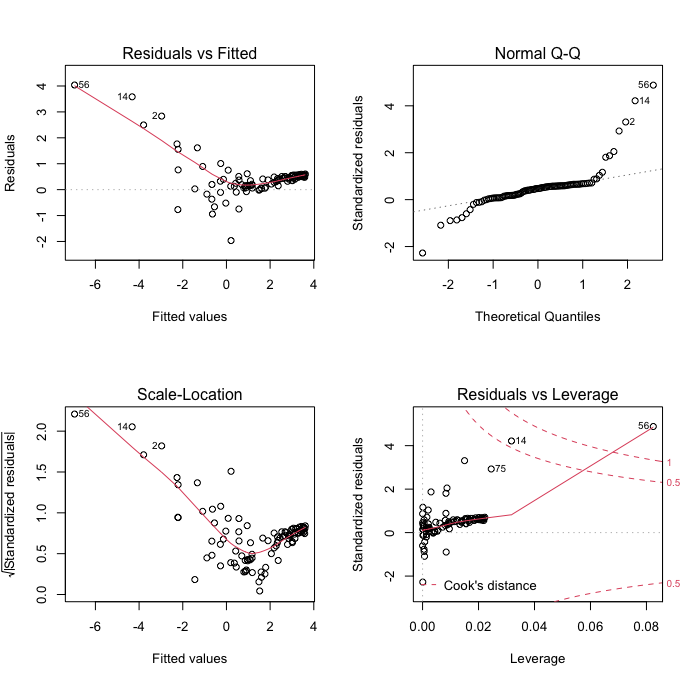 Residuals vs Fitted
Residuals
4
3
2
1
0
-1
-2
56
14
2
-6 -4 -2 0 2 4
Fitted values
Normal Q-Q
Standardized residuals
4
2
0
-2
56
14
2
-2 -1 0 1 2
Theoretical Quantiles
Scale-Location
√|Standardized residuals|
2.0
1.5
1.0
0.5
0.0
56
14
2
-6 -4 -2 0 2 4
Fitted values
Residuals vs Leverage
Standardized residuals
4
2
0
-2
56
14
75
1
0.5
0.5
Cook's distance
0.00 0.02 0.04 0.06 0.08
Leverage